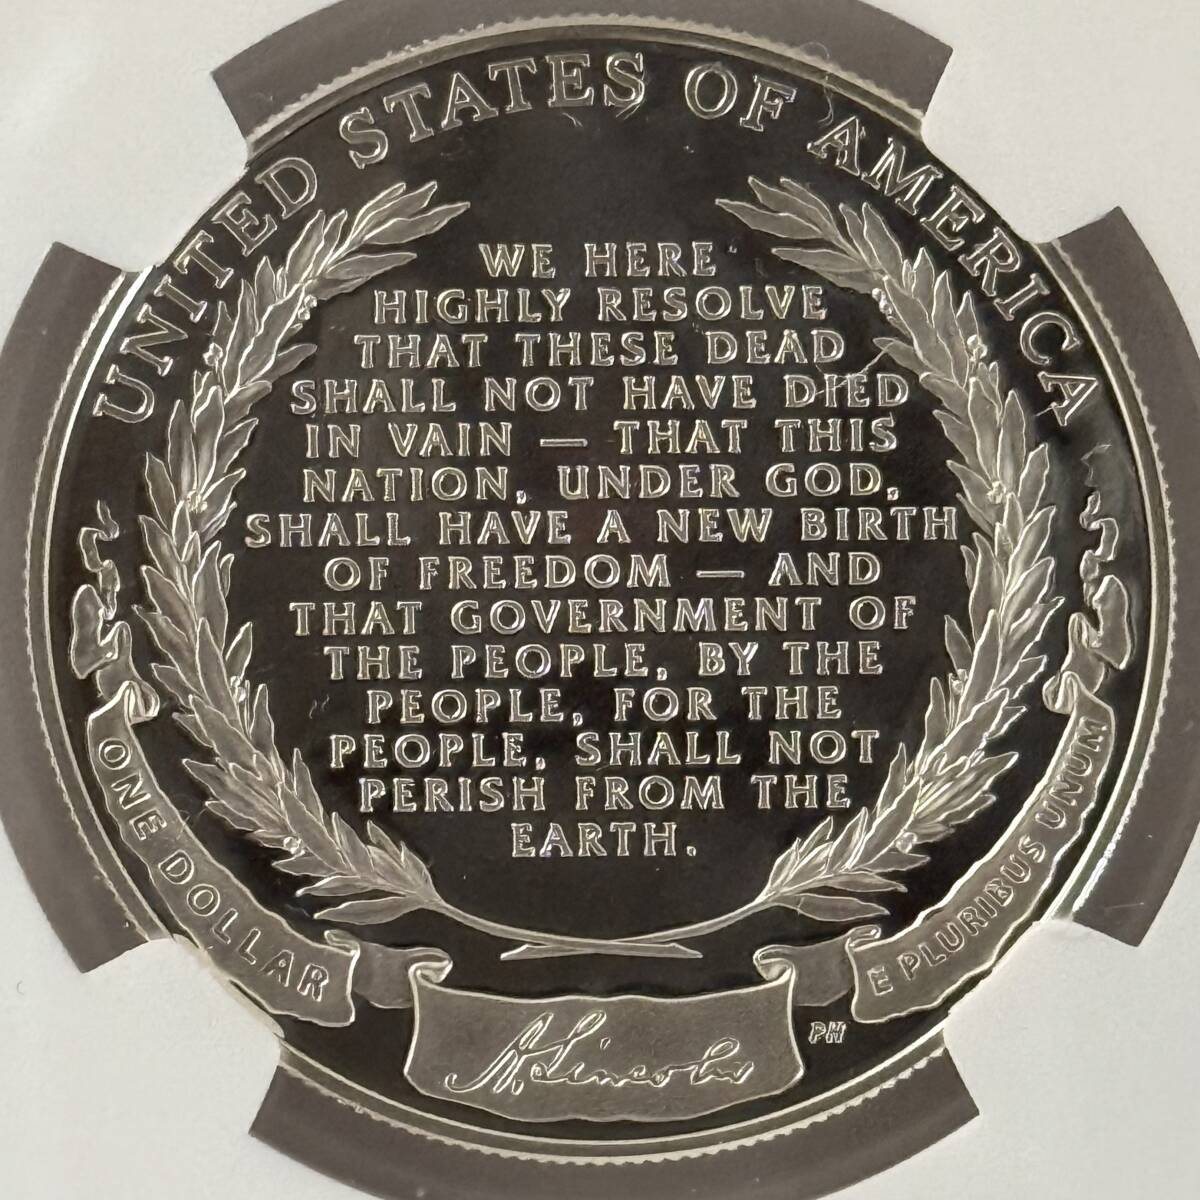 UNITED STATES OF AMERICA
WE HERE
HIGHLY RESOLVE
THAT THESE DEAD
SHALL NOT HAVE DIED
IN VAIN — THAT THIS
NATION, UNDER GOD,
SHALL HAVE A NEW BIRTH
OF FREEDOM — AND
THAT GOVERNMENT OF
THE PEOPLE, BY THE
PEOPLE, FOR THE
PEOPLE, SHALL NOT
PERISH FROM THE
EARTH.
ONE DOLLAR
A. Lincoln
PH
E PLURIBUS UNUM